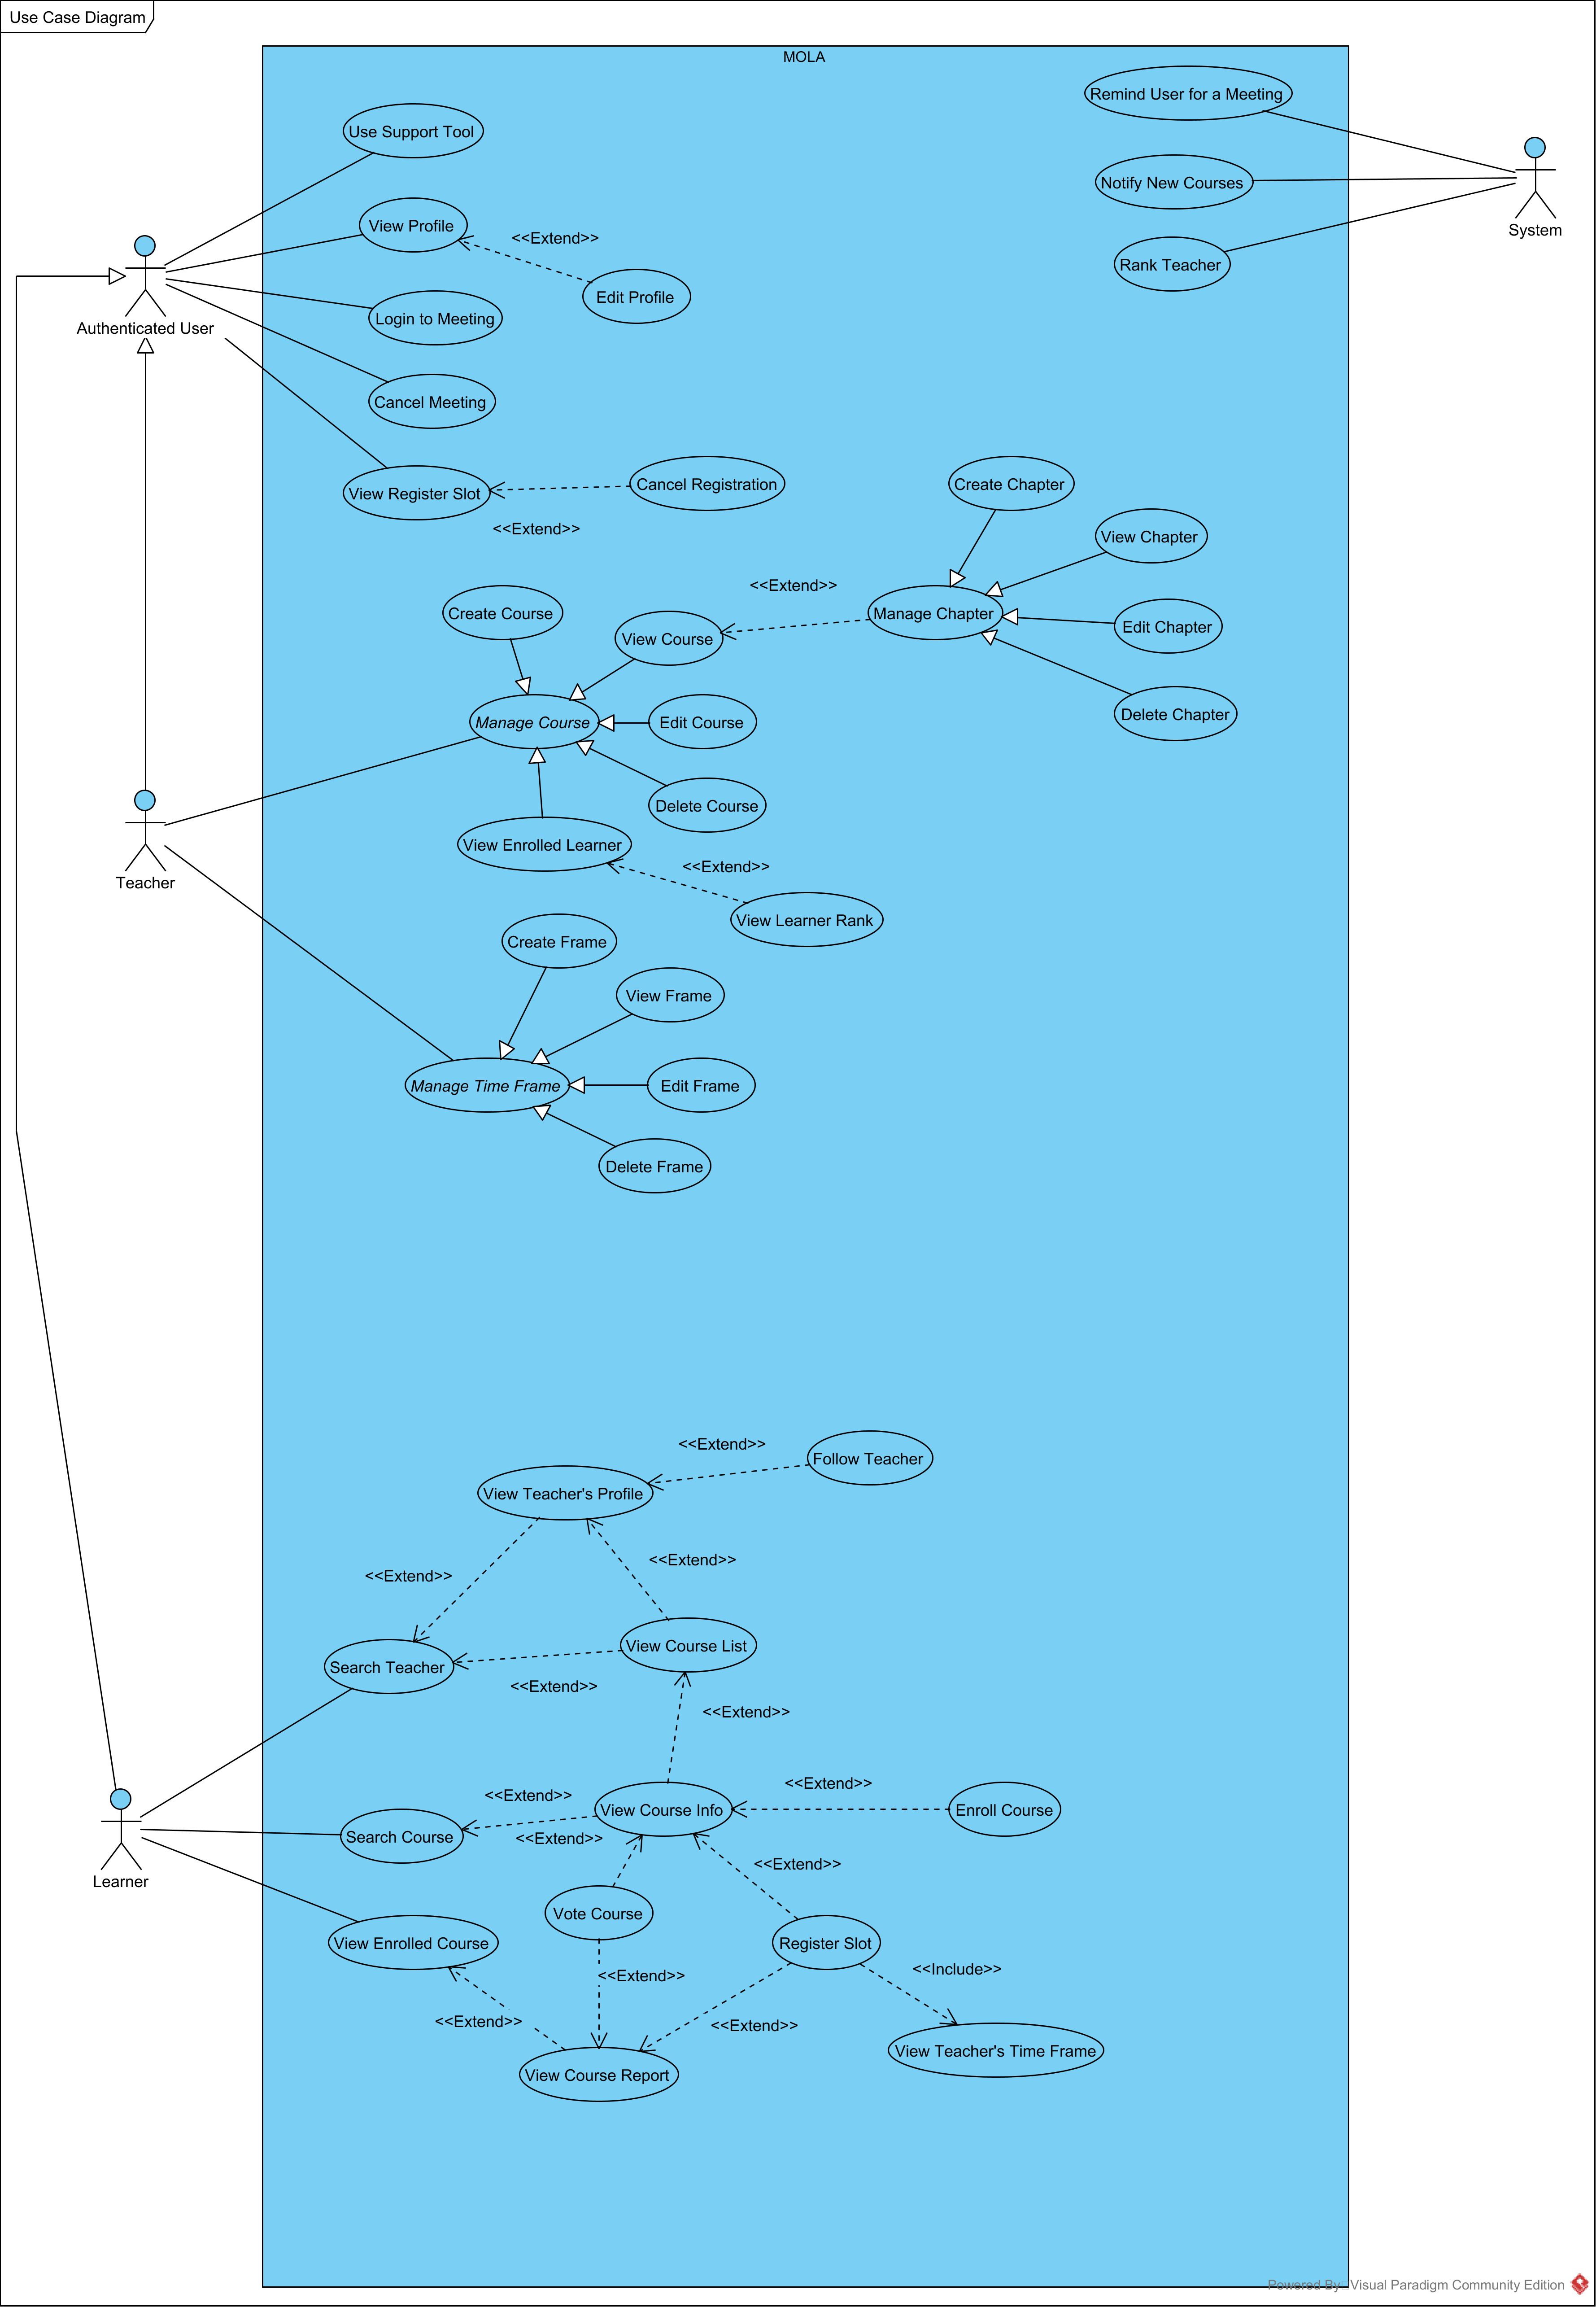 Use Case Diagram
MOLA
Remind User for a Meeting
Use Support Tool
Notify New Courses
System
View Profile
<<Extend>>
Rank Teacher
Edit Profile
Login to Meeting
Authenticated User
Cancel Meeting
View Register Slot
Cancel Registration
Create Chapter
<<Extend>>
View Chapter
<<Extend>>
Create Course
Manage Chapter
Edit Chapter
View Course
Delete Chapter
Manage Course
Edit Course
Delete Course
View Enrolled Learner
<<Extend>>
Teacher
View Learner Rank
Create Frame
View Frame
Manage Time Frame
Edit Frame
Delete Frame
<<Extend>>
Follow Teacher
View Teacher's Profile
<<Extend>>
<<Extend>>
View Course List
Search Teacher
<<Extend>>
<<Extend>>
<<Extend>>
<<Extend>>
View Course Info
Enroll Course
Search Course
<<Extend>>
<<Extend>>
Learner
Vote Course
View Enrolled Course
Register Slot
<<Include>>
<<Extend>>
<<Extend>>
<<Extend>>
View Teacher's Time Frame
View Course Report
Powered By: Visual Paradigm Community Edition